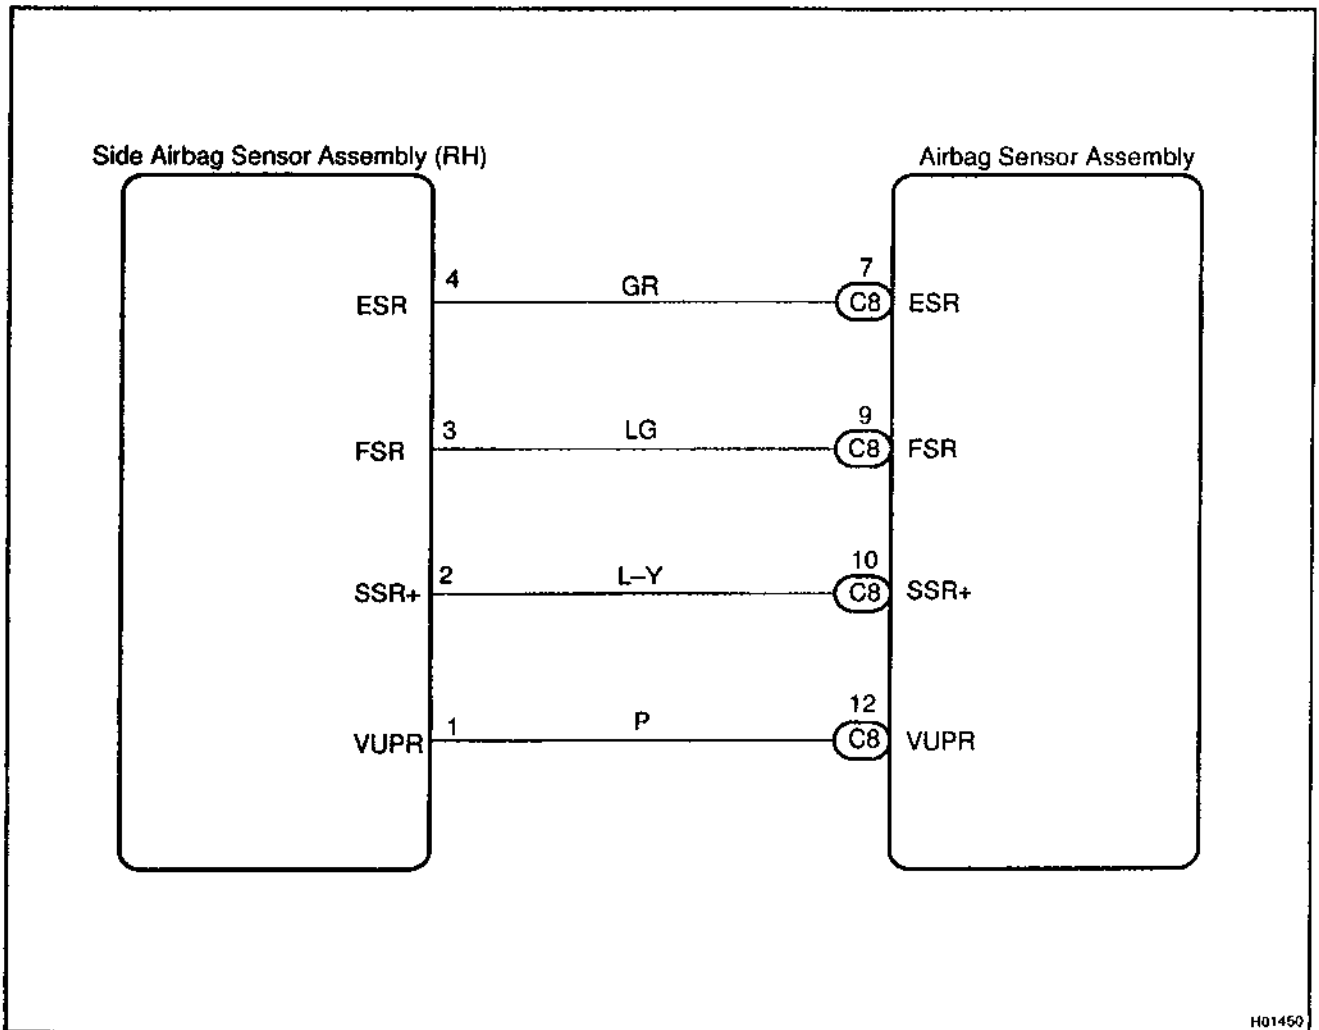 Side Airbag Sensor Assembly (RH)
Airbag Sensor Assembly
ESR 4 GR 7 C8 ESR
FSR 3 LG 9 C8 FSR
SSR+ 2 L–Y 10 C8 SSR+
VUPR 1 P 12 C8 VUPR
H01450